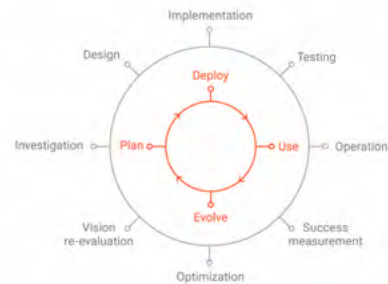 Implementation
Design
Testing
Deploy
Investigation
Plan
Use
Operation
Evolve
Vision
re-evaluation
Success
measurement
Optimization